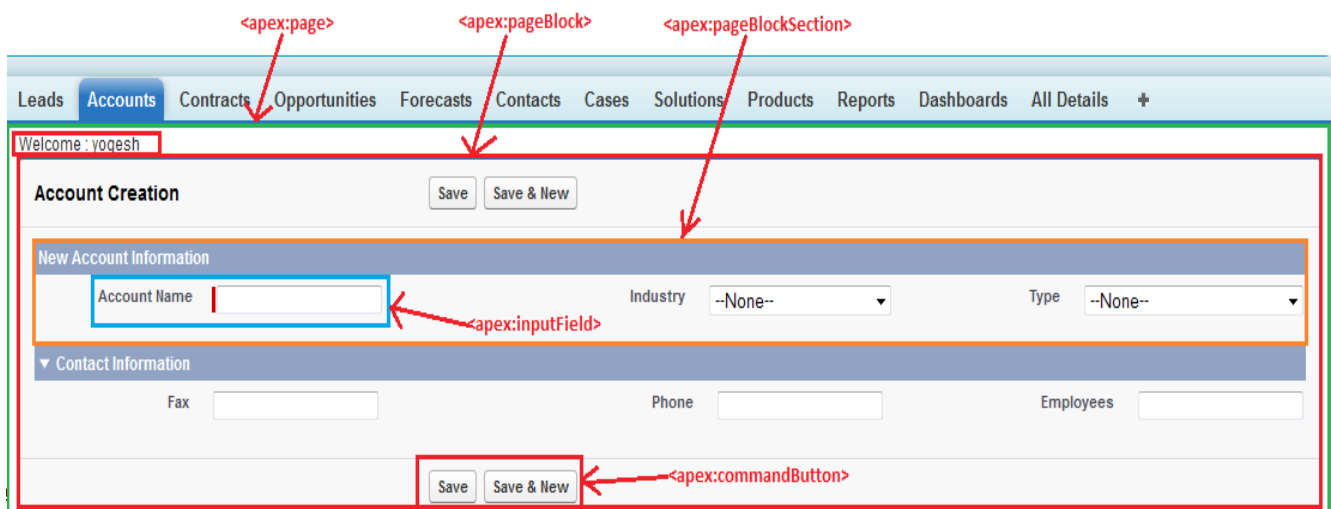 <apex:page> <apex:pageBlock> <apex:pageBlockSection>
Leads Accounts Contracts Opportunities Forecasts Contacts Cases Solutions Products Reports Dashboards All Details +
Welcome : yogesh
Account Creation Save Save & New
New Account Information
Account Name Industry --None-- Type --None--
<apex:inputField>
Contact Information
Fax Phone Employees
Save Save & New <apex:commandButton>